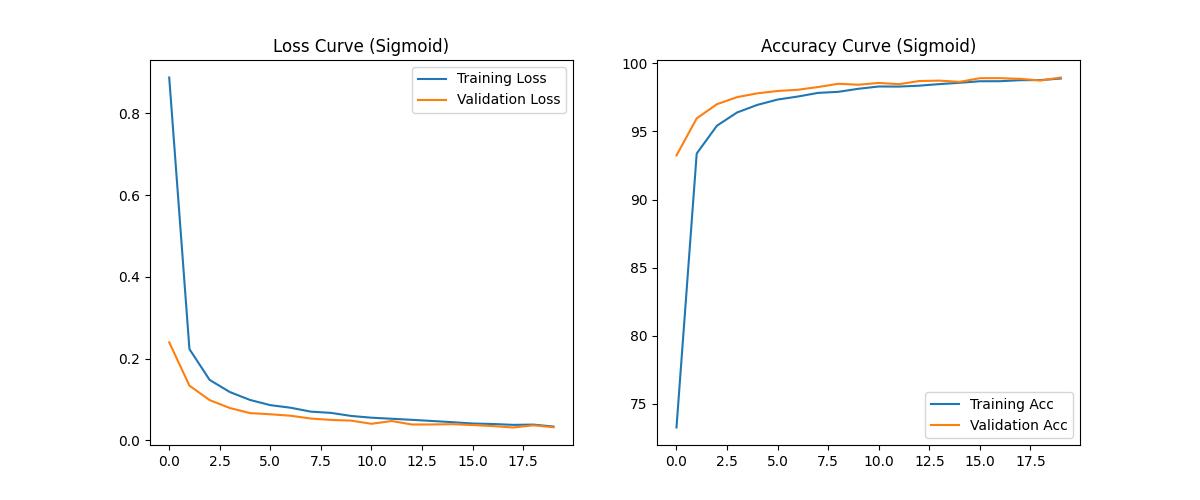 Loss Curve (Sigmoid)
Training Loss
Validation Loss
0.8
0.6
0.4
0.2
0.0
0.0 2.5 5.0 7.5 10.0 12.5 15.0 17.5
Accuracy Curve (Sigmoid)
100
95
90
85
80
75
Training Acc
Validation Acc
0.0 2.5 5.0 7.5 10.0 12.5 15.0 17.5